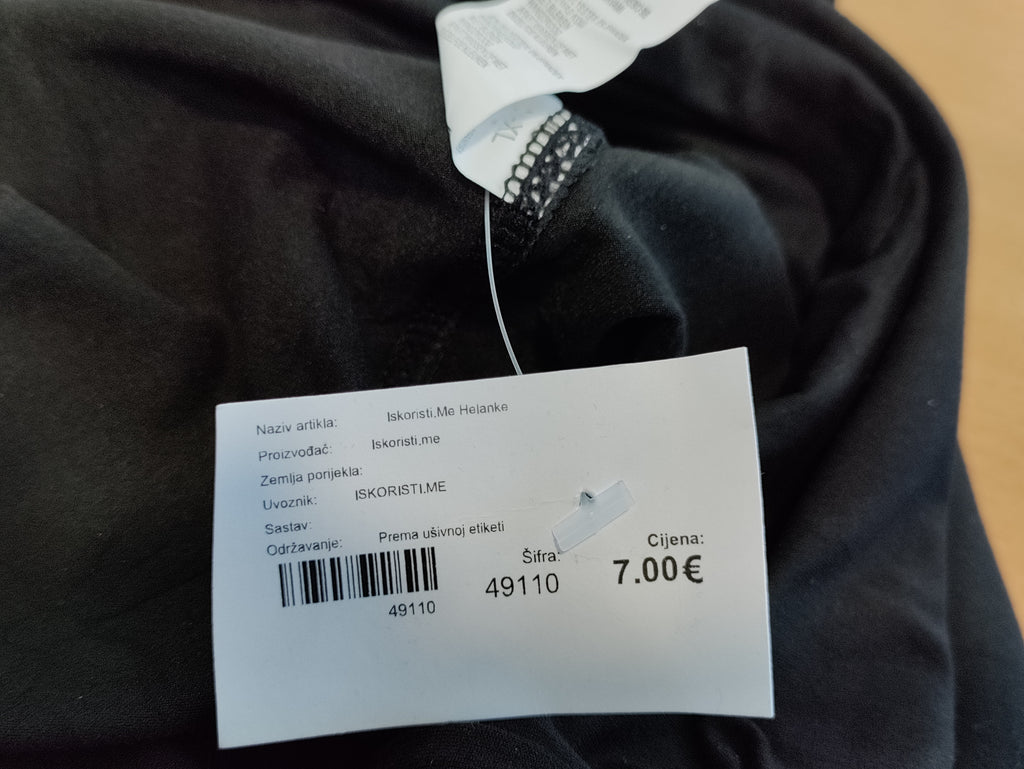 Naziv artikla: Iskoristi.Me Helanke
Proizvođač: Iskoristi.me
Zemlja porijekla:
Uvoznik: ISKORISTI.ME
Sastav:
Održavanje: Prema ušivnoj etiketi
49110
Šifra:
49110
Cijena:
7.00€